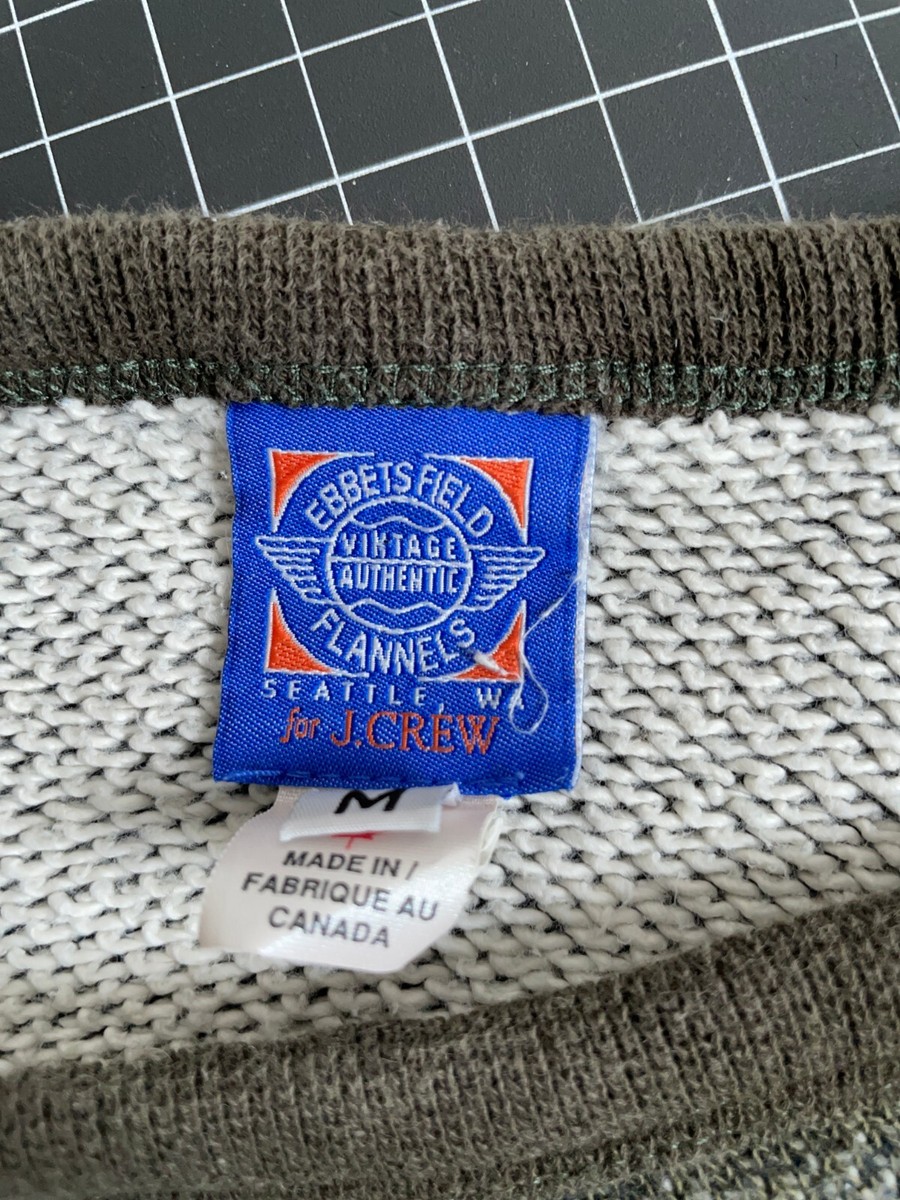 EBBETS FIELD
VINTAGE
AUTHENTIC
FLANNELS
SEATTLE, WA
for J.CREW
M
MADE IN /
FABRIQUE AU
CANADA